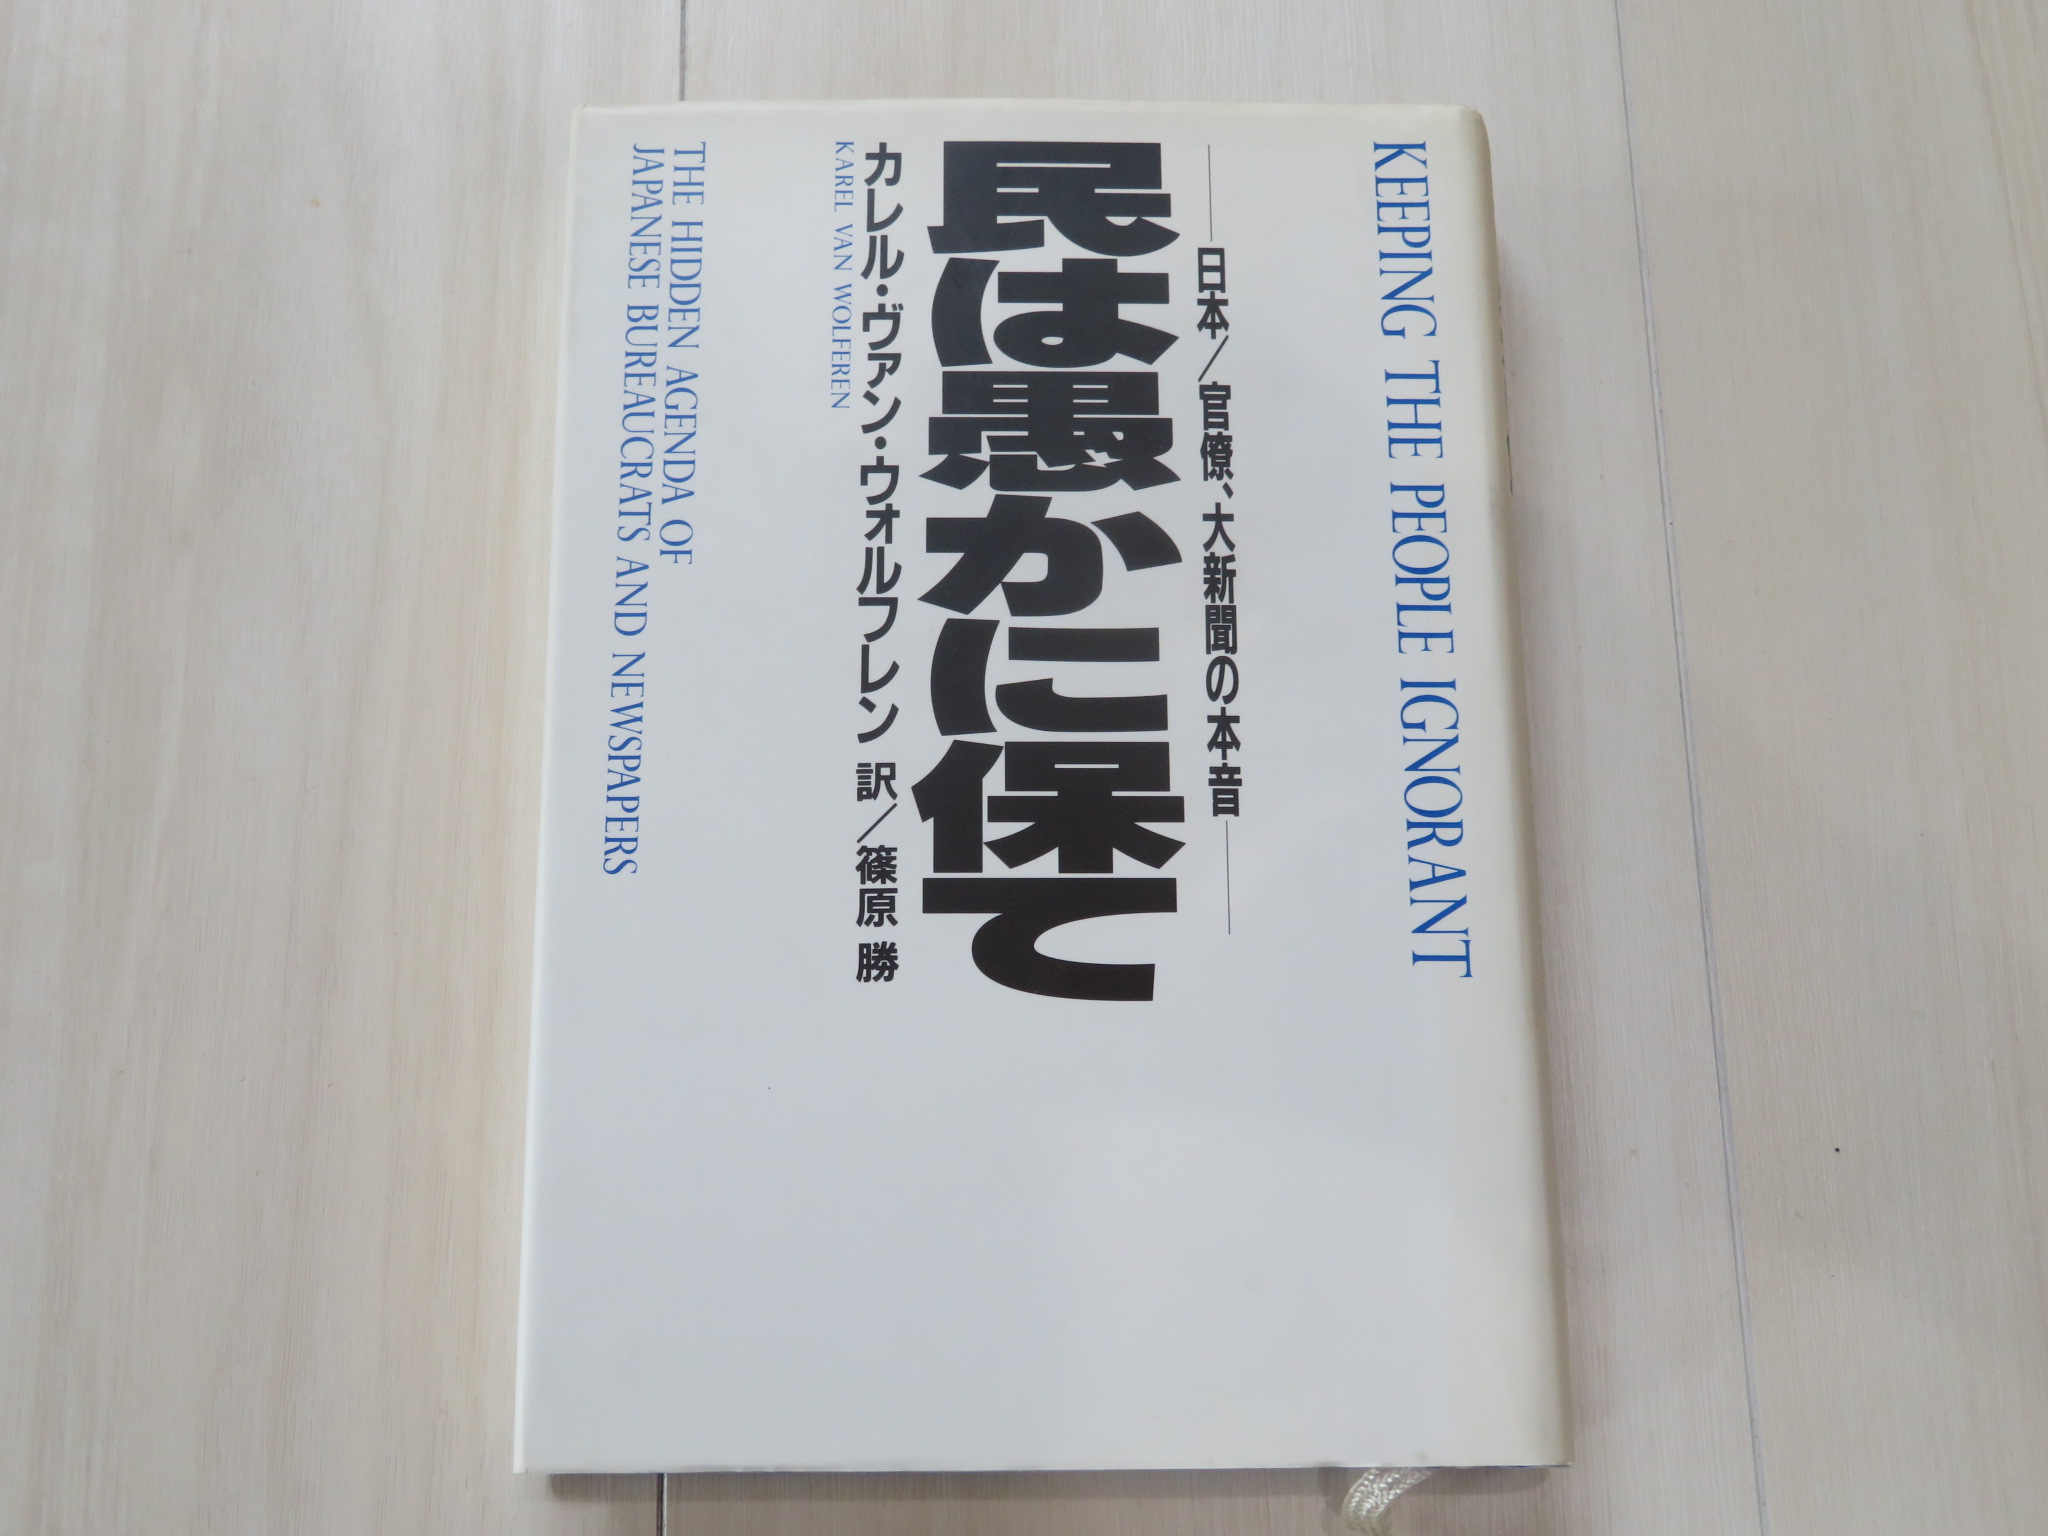 KEEPING THE PEOPLE IGNORANT
日本/官僚、大新聞の本音
民は愚かに保て
カレル・ヴァン・ウォルフレン 訳/篠原 勝
KAREL VAN WOLFEREN
THE HIDDEN AGENDA OF
JAPANESE BUREAUCRATS AND NEWSPAPERS